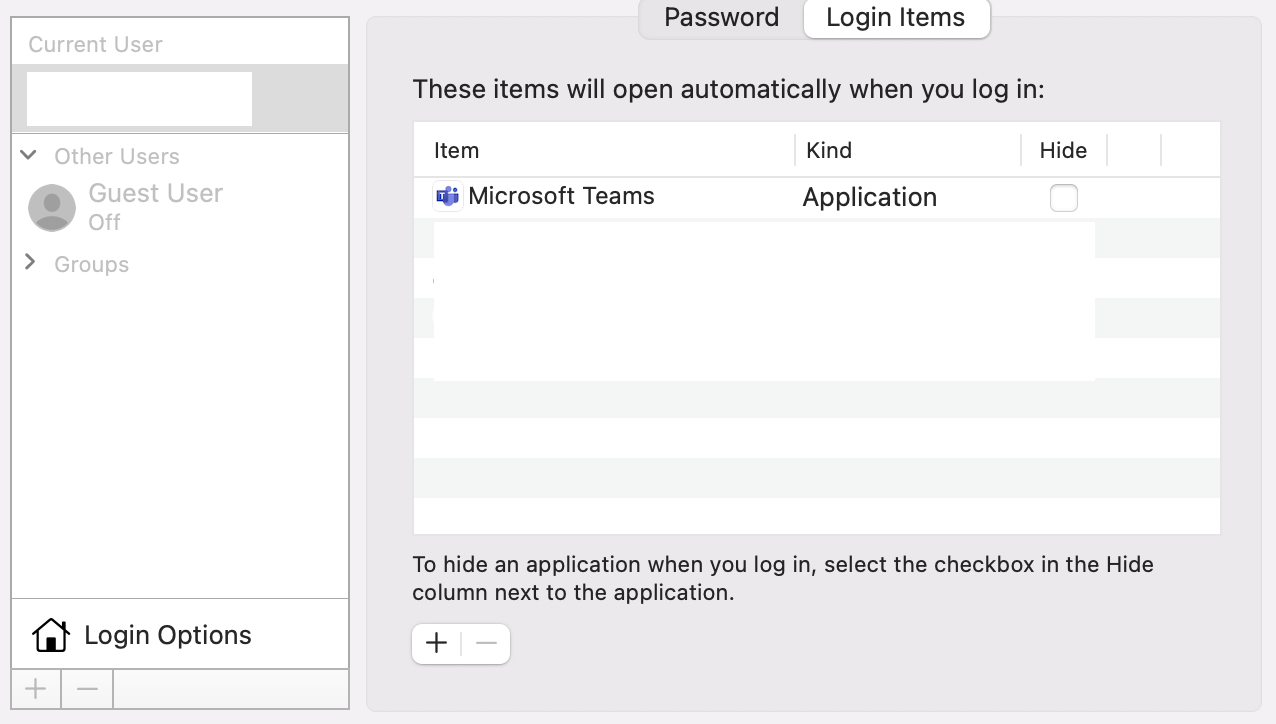 Current User
Other Users
Guest User
Off
Groups
Login Options
Password
Login Items
These items will open automatically when you log in:
Item
Kind
Hide
Microsoft Teams
Application
To hide an application when you log in, select the checkbox in the Hide
column next to the application.